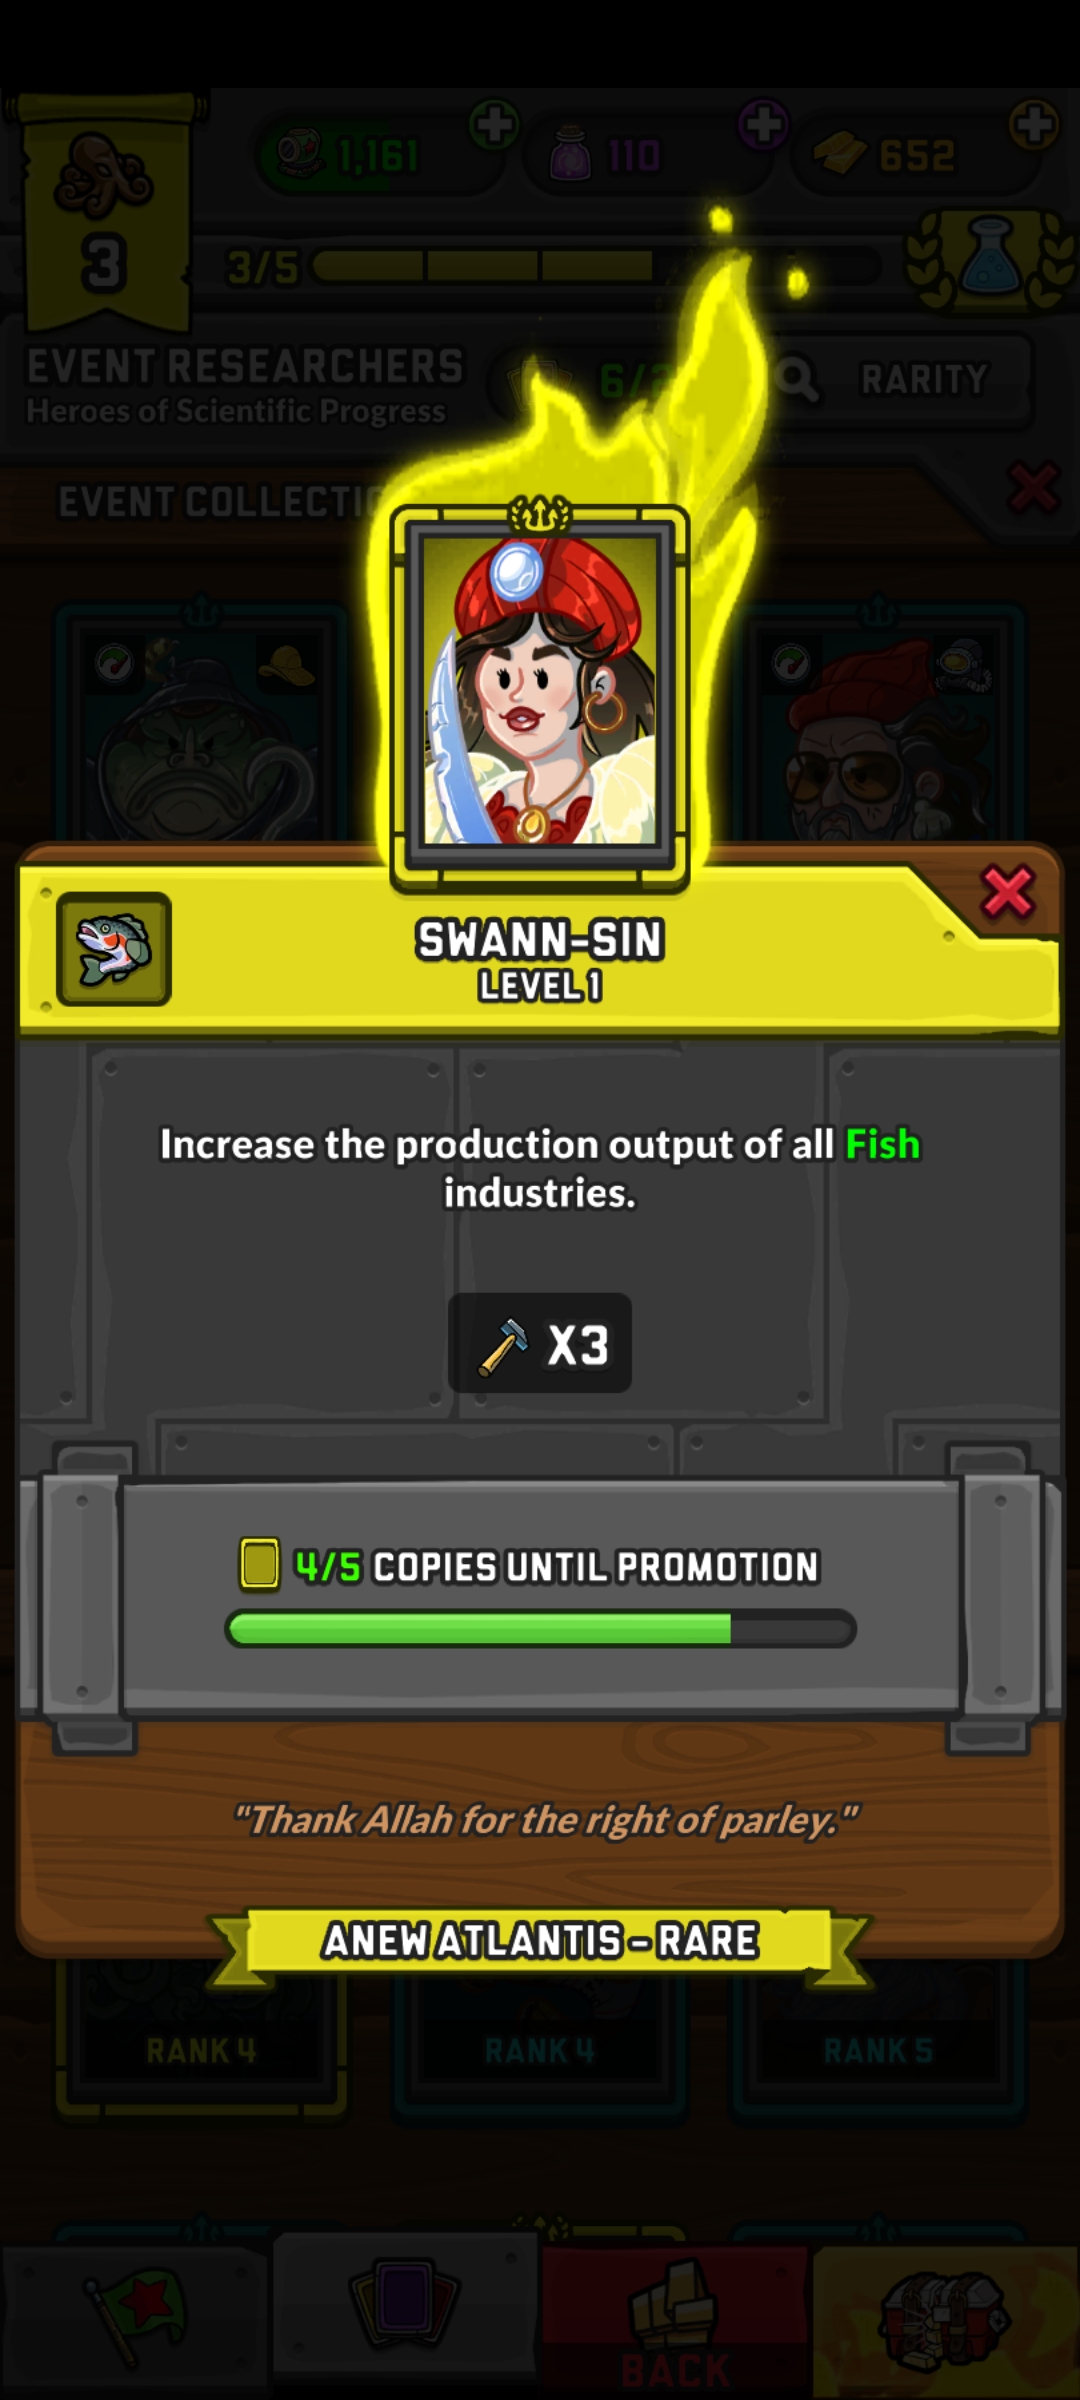 1,161
110
652
3
3/5
EVENT RESEARCHERS
RARITY
Heroes of Scientific Progress
SWANN-SIN
LEVEL 1
Increase the production output of all Fish
industries.
X3
4/5 COPIES UNTIL PROMOTION
"Thank Allah for the right of parley."
ANEW ATLANTIS - RARE
RANK 4
RANK 4
RANK 5
BACK